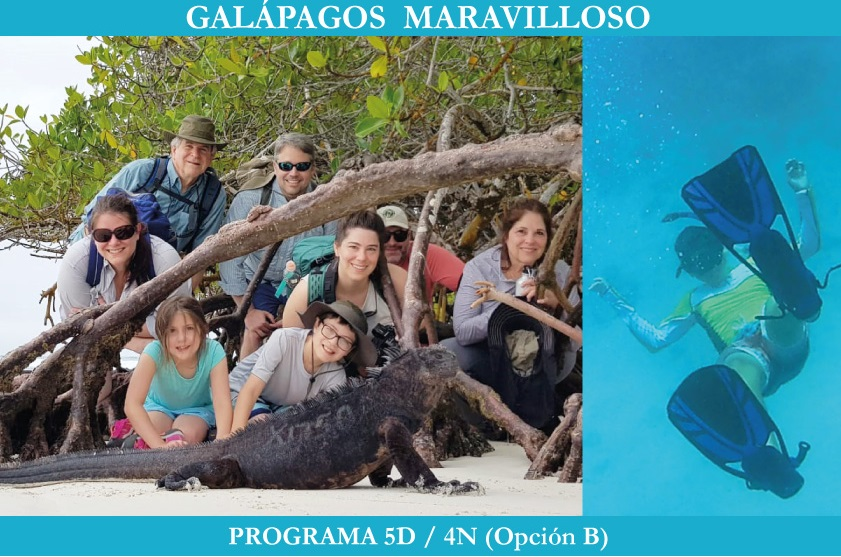 GALÁPAGOS MARAVILLOSO
PROGRAMA 5D / 4N (Opción B)